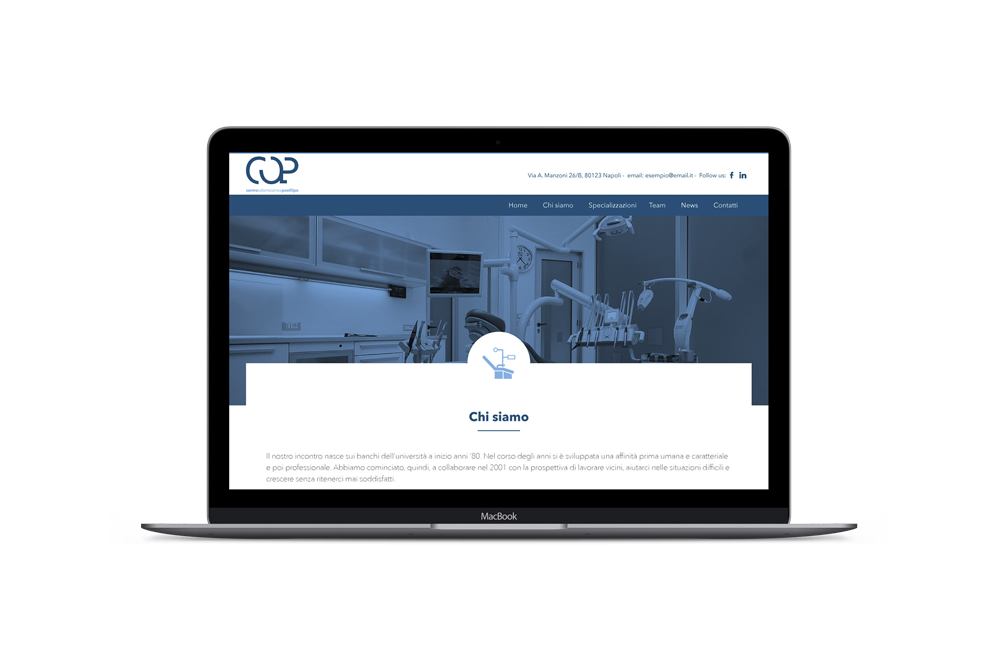 COP
centroodontoiatricoposillipo
Via A. Manzoni 26/B, 80123 Napoli - email: esempio@email.it - Follow us:
Home Chi siamo Specializzazioni Team News Contatti
Chi siamo
Il nostro incontro nasce sui banchi dell'università a inizio anni '80. Nel corso degli anni si è sviluppata una affinità prima umana e caratteriale
e poi professionale. Abbiamo cominciato, quindi, a collaborare nel 2001 con la prospettiva di lavorare vicini, aiutarci nelle situazioni difficili e
crescere senza ritenerci mai soddisfatti.
MacBook